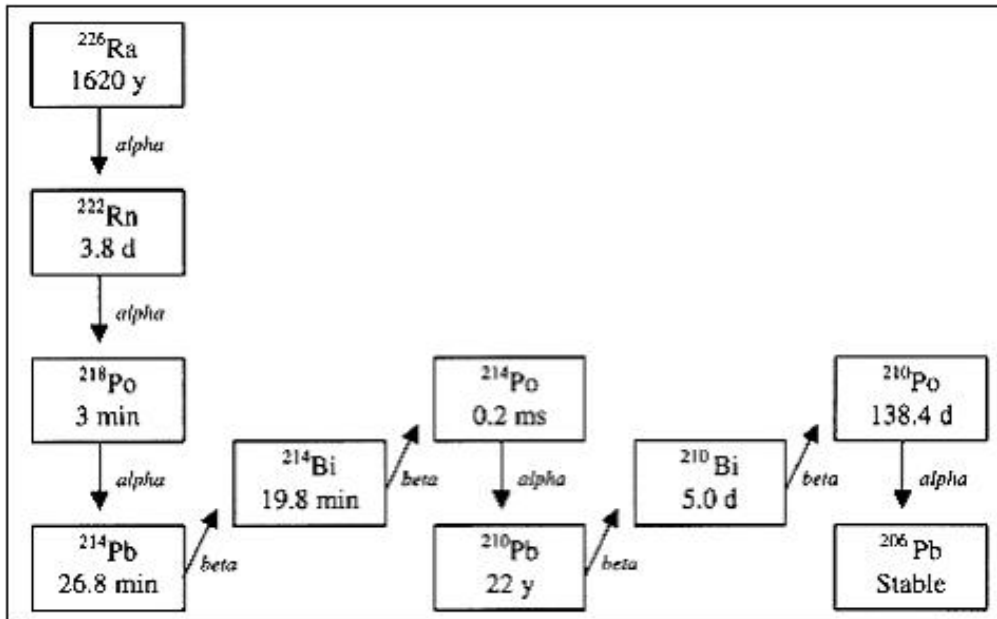 ²²⁶Ra
1620 y
alpha
²²²Rn
3.8 d
alpha
²¹⁸Po
3 min
alpha
²¹⁴Pb
26.8 min
beta
²¹⁴Bi
19.8 min
beta
²¹⁴Po
0.2 ms
alpha
²¹⁰Pb
22 y
beta
²¹⁰Bi
5.0 d
beta
²¹⁰Po
138.4 d
alpha
²⁰⁶Pb
Stable